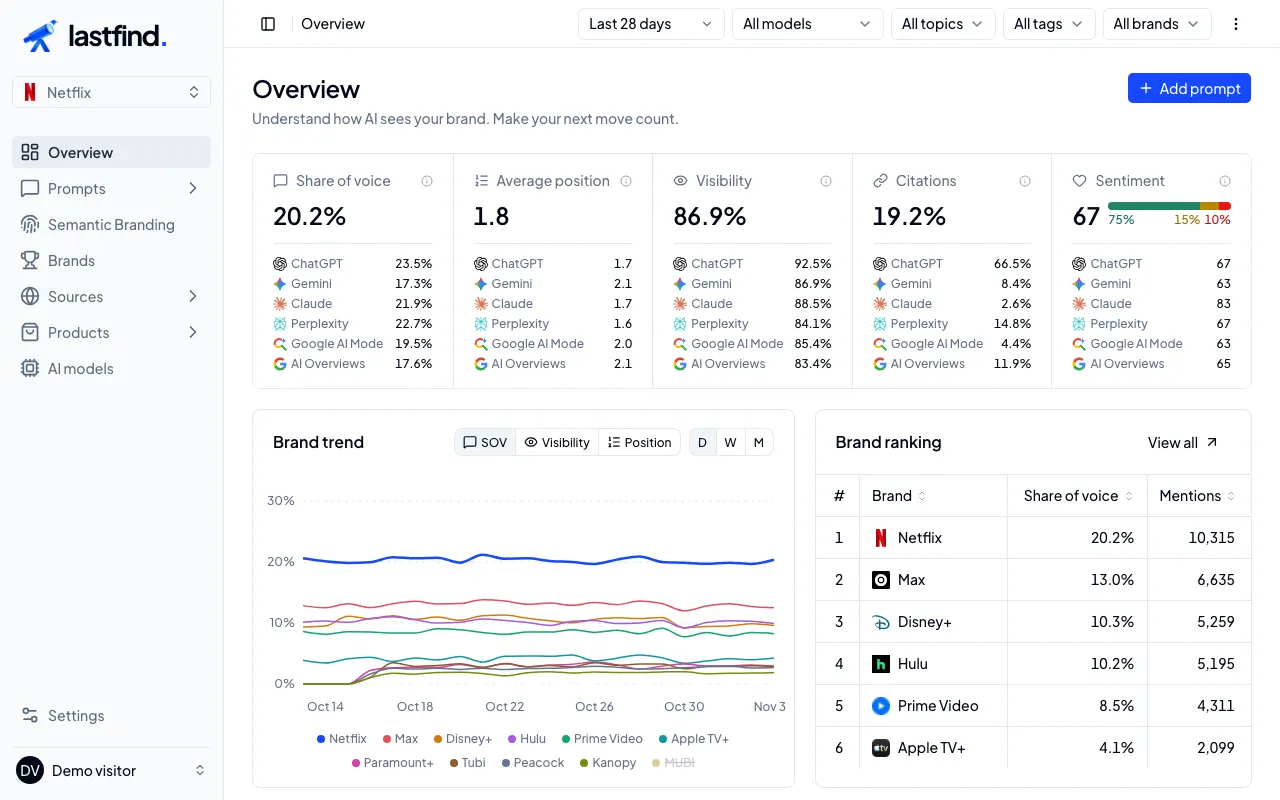 lastfind.
Netflix
Overview
Prompts
Semantic Branding
Brands
Sources
Products
AI models
Settings
DV Demo visitor
Overview
Last 28 days
All models
All topics
All tags
All brands
Overview
Add prompt
Understand how AI sees your brand. Make your next move count.
Share of voice
20.2%
ChatGPT 23.5%
Gemini 17.3%
Claude 21.9%
Perplexity 22.7%
Google AI Mode 19.5%
AI Overviews 17.6%
Average position
1.8
ChatGPT 1.7
Gemini 2.1
Claude 1.7
Perplexity 1.6
Google AI Mode 2.0
AI Overviews 2.1
Visibility
86.9%
ChatGPT 92.5%
Gemini 86.9%
Claude 88.5%
Perplexity 84.1%
Google AI Mode 85.4%
AI Overviews 83.4%
Citations
19.2%
ChatGPT 66.5%
Gemini 8.4%
Claude 2.6%
Perplexity 14.8%
Google AI Mode 4.4%
AI Overviews 11.9%
Sentiment
67 75% 15% 10%
ChatGPT 67
Gemini 63
Claude 83
Perplexity 67
Google AI Mode 63
AI Overviews 65
Brand trend
SOV Visibility Position
D W M
30%
20%
10%
0%
Oct 14 Oct 18 Oct 22 Oct 26 Oct 30 Nov 3
Netflix Max Disney+ Hulu Prime Video Apple TV+
Paramount+ Tubi Peacock Kanopy MUBI
Brand ranking
View all
# Brand Share of voice Mentions
1 Netflix 20.2% 10,315
2 Max 13.0% 6,635
3 Disney+ 10.3% 5,259
4 Hulu 10.2% 5,195
5 Prime Video 8.5% 4,311
6 Apple TV+ 4.1% 2,099